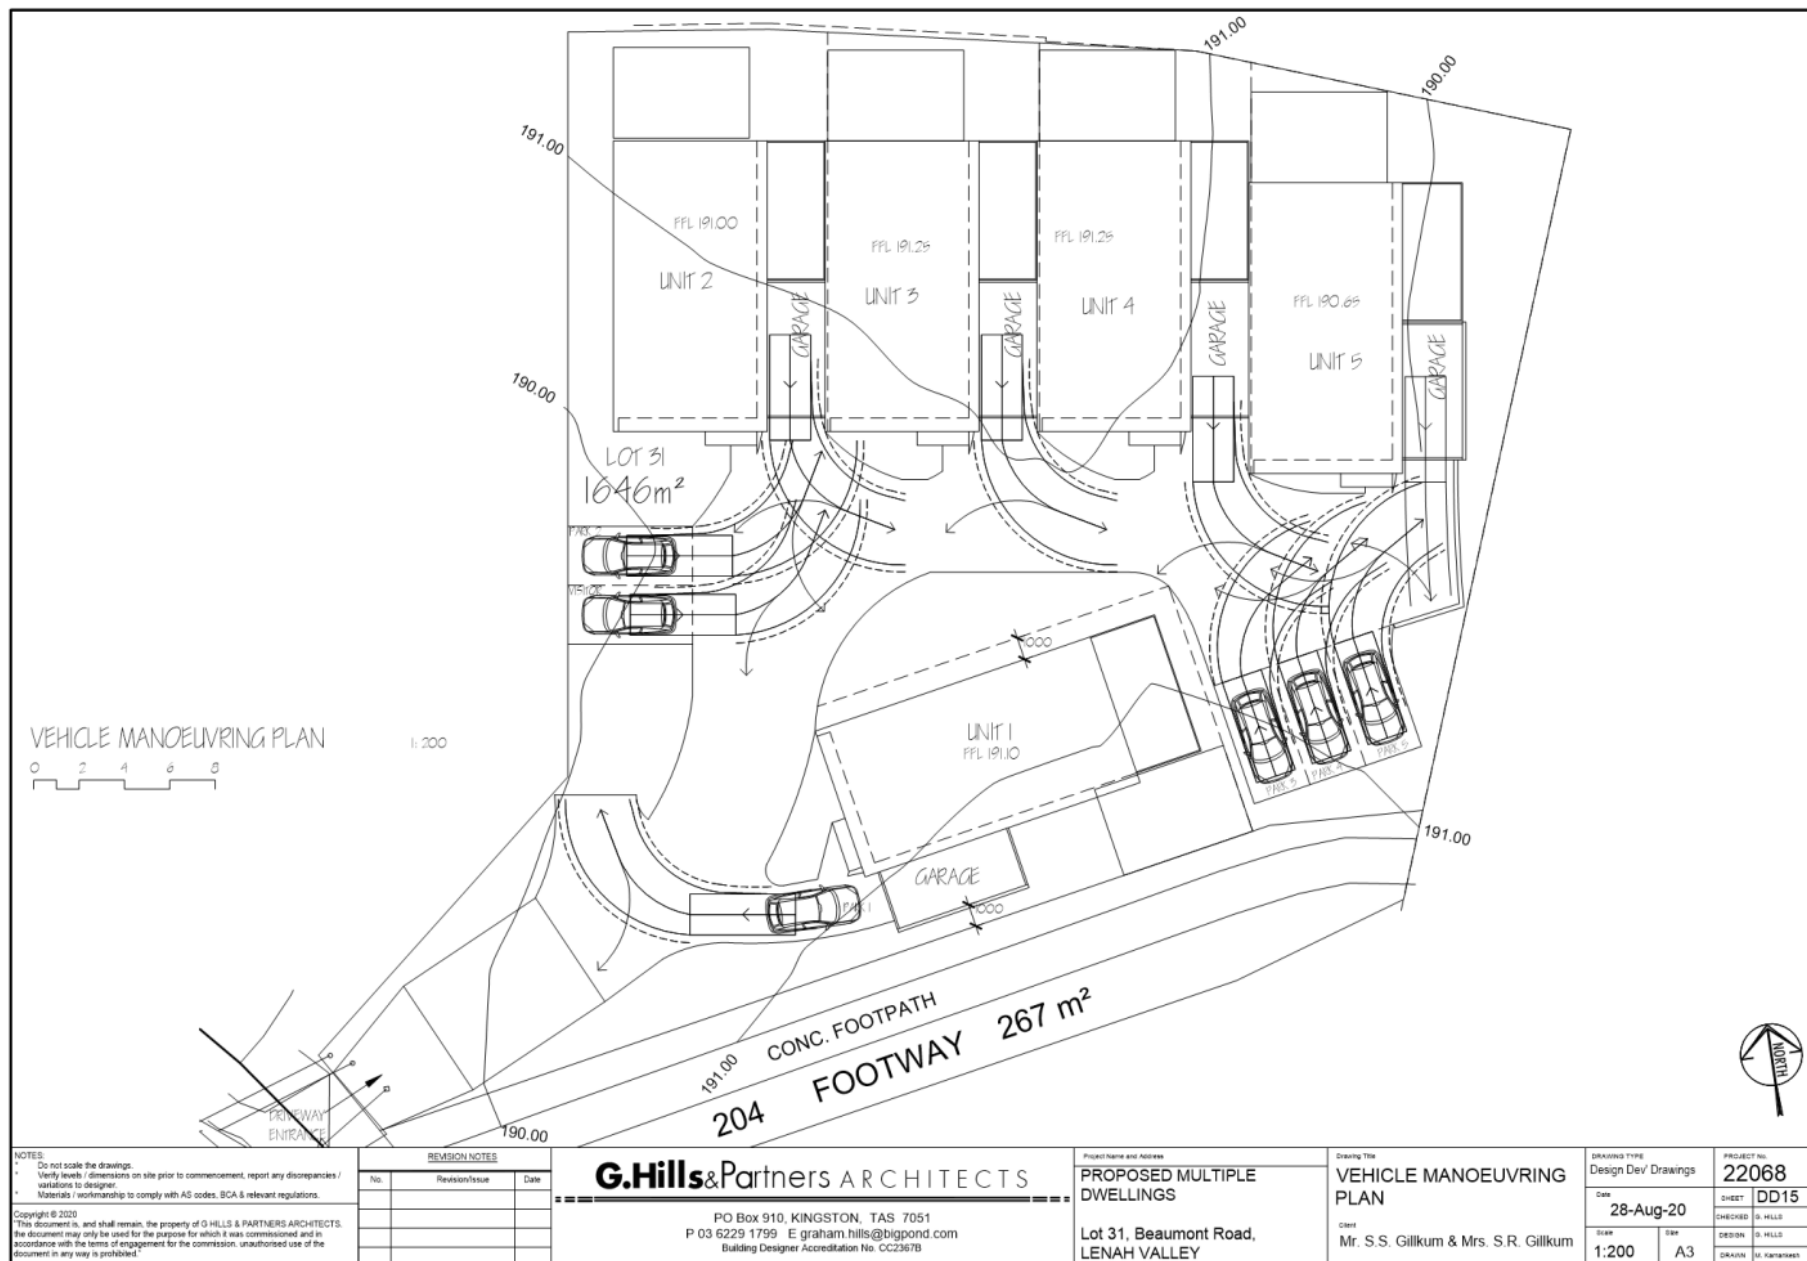 191.00
190.00
191.00
FFL 191.00
UNIT 2
GARAGE
FFL 191.25
UNIT 3
GARAGE
FFL 191.25
UNIT 4
GARAGE
FFL 190.65
UNIT 5
GARAGE
190.00
LOT 31
1646m²
PARK 2
VISITOR
1000
UNIT 1
FFL 191.10
VEHICLE MANOEUVRING PLAN 1: 200
0 2 4 6 8
PARK 3
PARK 4
PARK 5
191.00
GARAGE
PARK 1
1000
CONC. FOOTPATH
191.00
204 FOOTWAY 267 m²
NORTH
DRIVEWAY
ENTRANCE
190.00
NOTES:
* Do not scale the drawings.
* Verify levels / dimensions on site prior to commencement, report any discrepancies /
variations to designer.
* Materials / workmanship to comply with AS codes, BCA & relevant regulations.
Copyright © 2020
"This document is, and shall remain, the property of G HILLS & PARTNERS ARCHITECTS.
the document may only be used for the purpose for which it was commissioned and in
accordance with the terms of engagement for the commission. unauthorised use of the
document in any way is prohibited."
REVISION NOTES
No. Revision/Issue Date
G.Hills&Partners ARCHITECTS
PO Box 910, KINGSTON, TAS 7051
P 03 6229 1799 E graham.hills@bigpond.com
Building Designer Accreditation No. CC2367B
Project Name and Address
PROPOSED MULTIPLE
DWELLINGS
Lot 31, Beaumont Road,
LENAH VALLEY
Drawing Title
VEHICLE MANOEUVRING
PLAN
Client
Mr. S.S. Gillkum & Mrs. S.R. Gillkum
DRAWING TYPE
Design Dev' Drawings
Date
28-Aug-20
Scale
1:200
Size
A3
PROJECT No.
22068
SHEET DD15
CHECKED G. HILLS
DESIGN G. HILLS
DRAWN